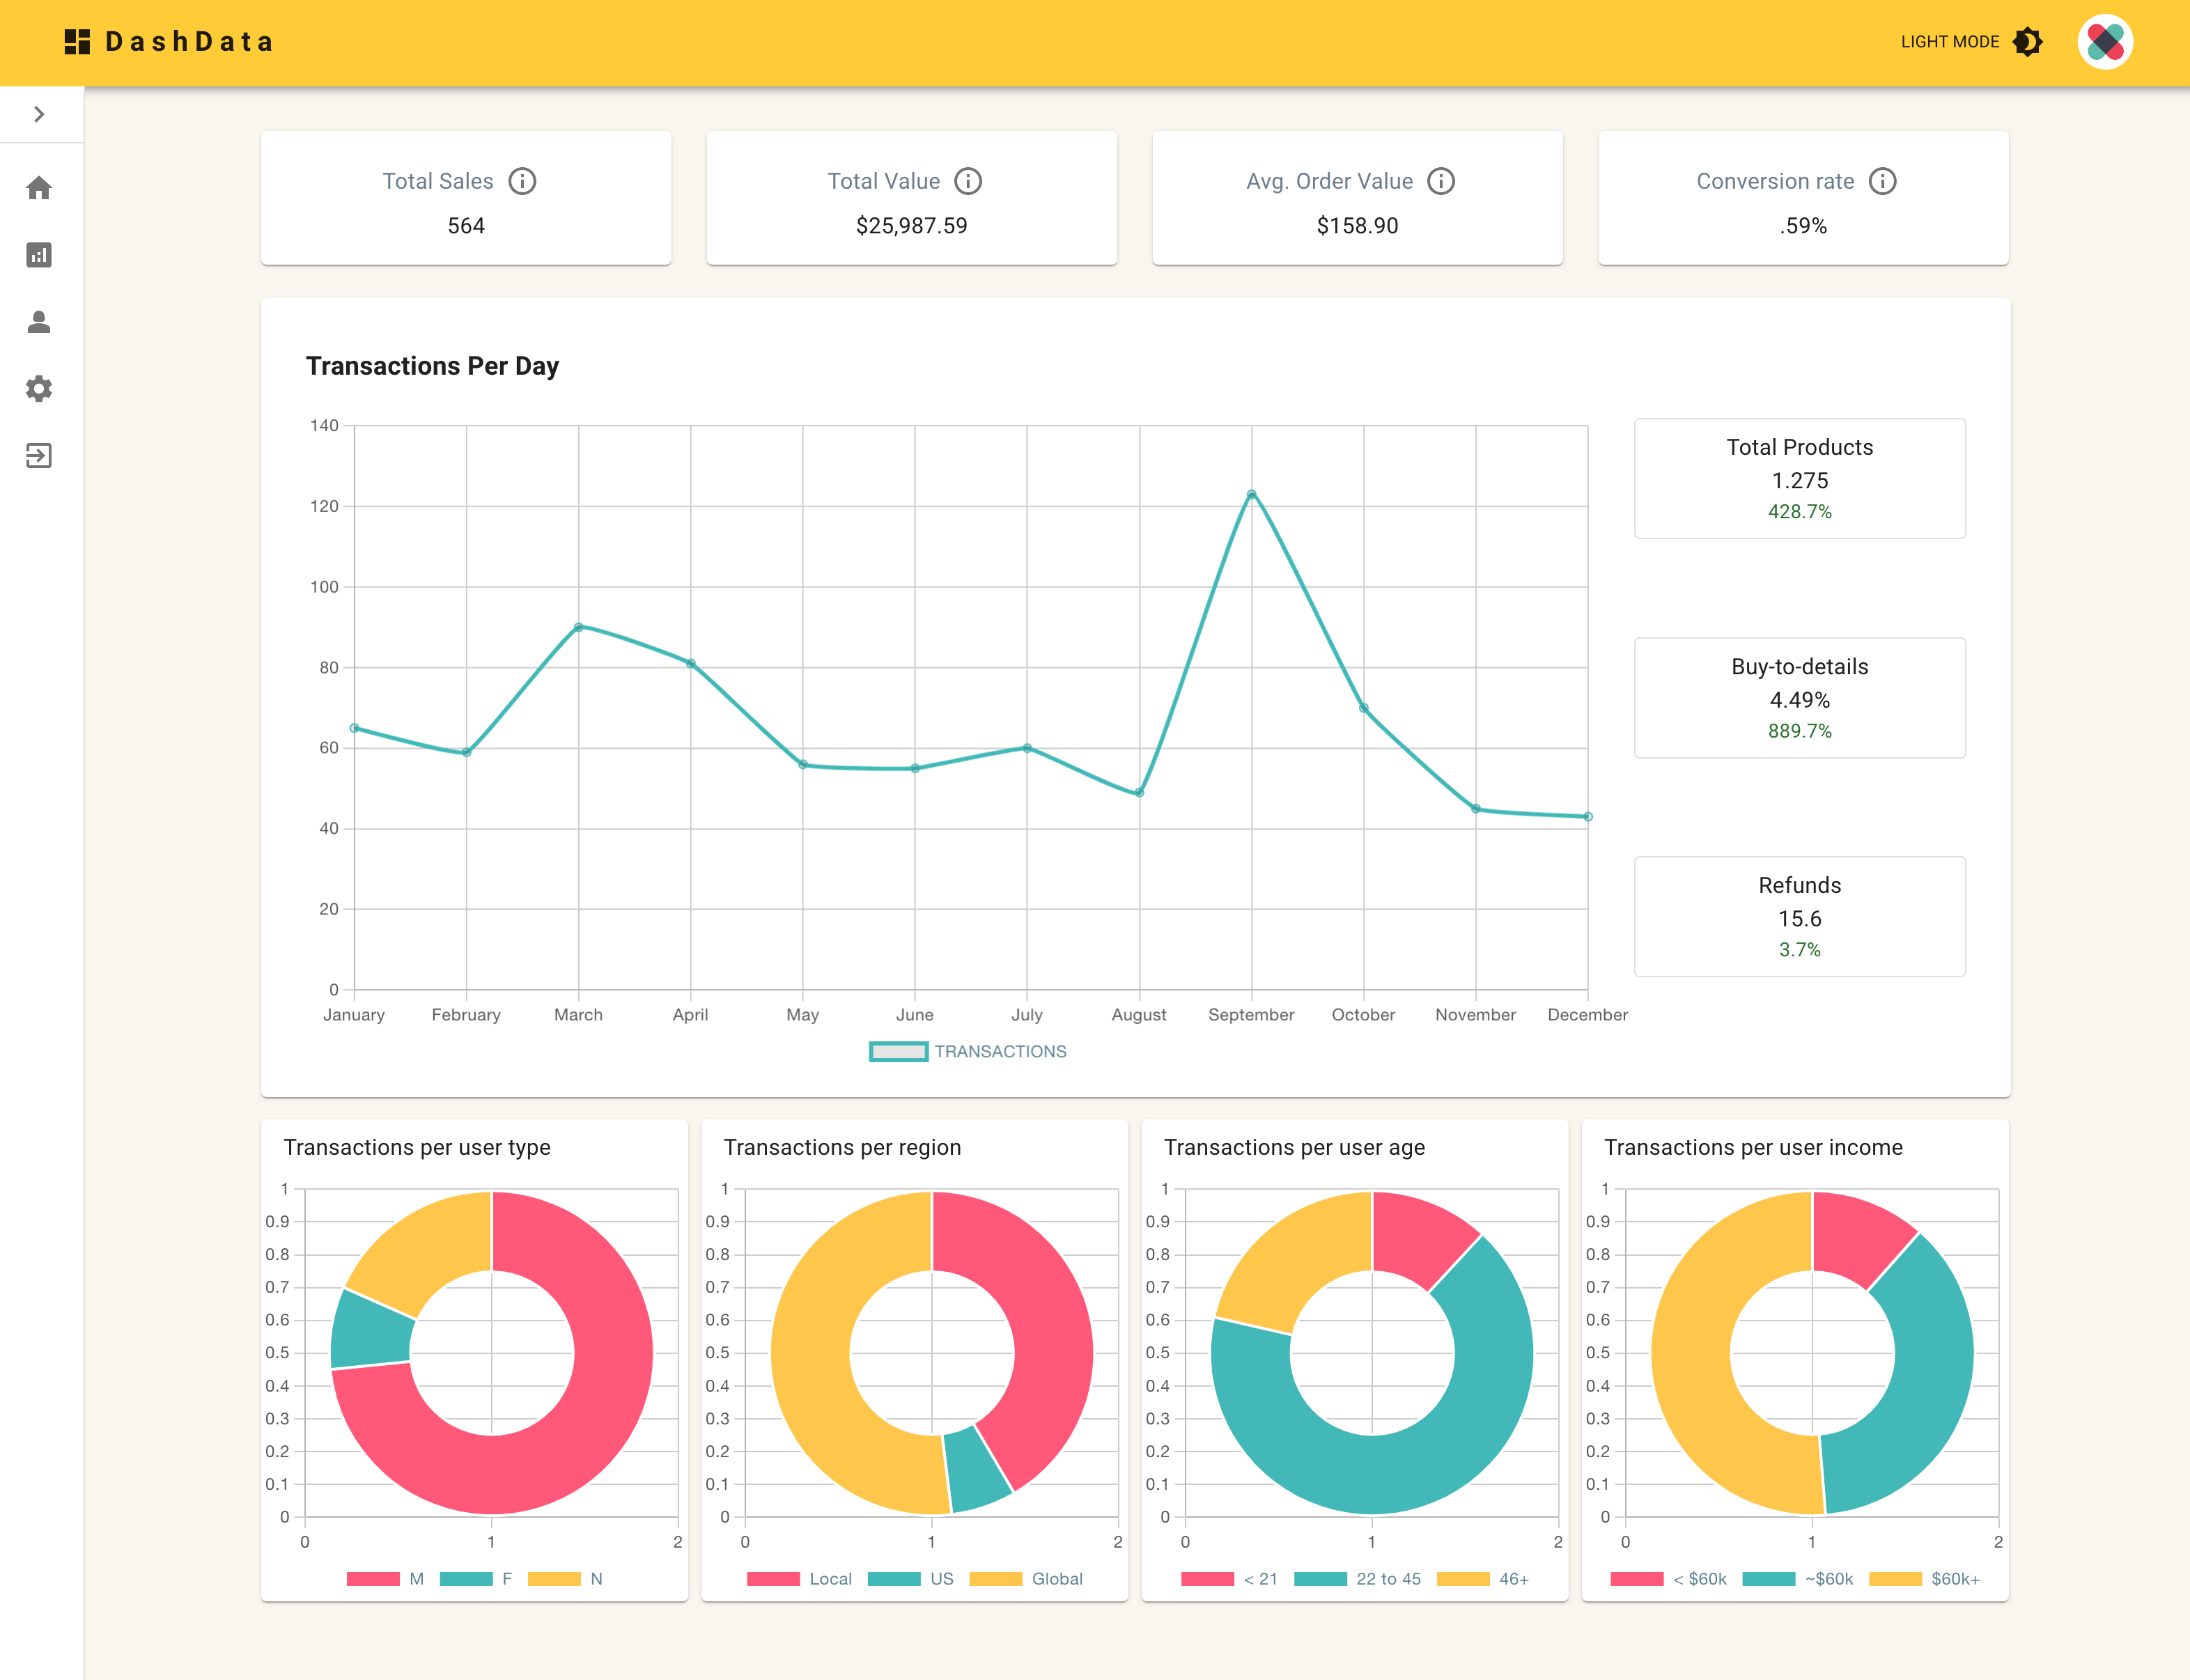 DashData
LIGHT MODE
Total Sales
564
Total Value
$25,987.59
Avg. Order Value
$158.90
Conversion rate
.59%
Transactions Per Day
140
120
100
80
60
40
20
0
January February March April May June July August September October November December
TRANSACTIONS
Total Products
1.275
428.7%
Buy-to-details
4.49%
889.7%
Refunds
15.6
3.7%
Transactions per user type
1
0.9
0.8
0.7
0.6
0.5
0.4
0.3
0.2
0.1
0
0 1 2
M F N
Transactions per region
1
0.9
0.8
0.7
0.6
0.5
0.4
0.3
0.2
0.1
0
0 1 2
Local US Global
Transactions per user age
1
0.9
0.8
0.7
0.6
0.5
0.4
0.3
0.2
0.1
0
0 1 2
< 21 22 to 45 46+
Transactions per user income
1
0.9
0.8
0.7
0.6
0.5
0.4
0.3
0.2
0.1
0
0 1 2
< $60k ~$60k $60k+